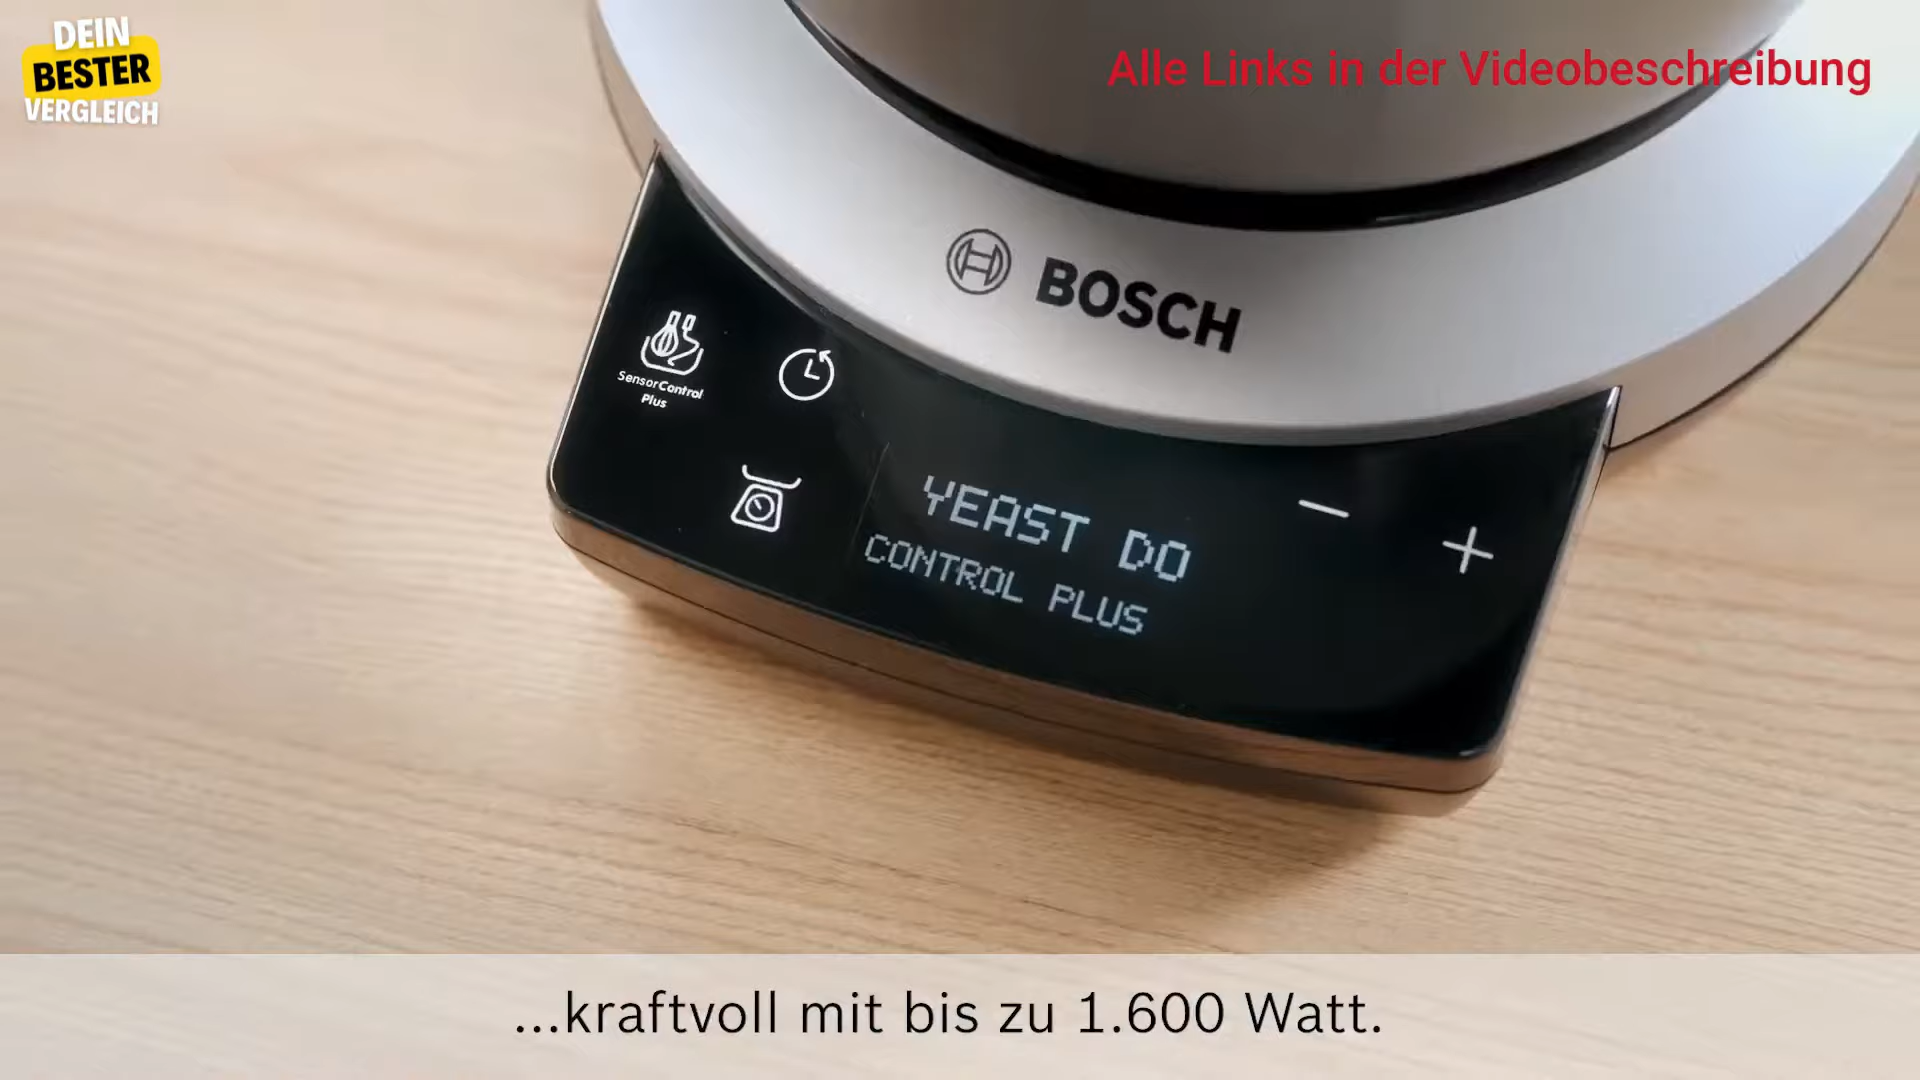 DEIN
BESTER
VERGLEICH
Alle Links in der Videobeschreibung
BOSCH
SensorControl
Plus
YEAST DO
CONTROL PLUS
...kraftvoll mit bis zu 1.600 Watt.